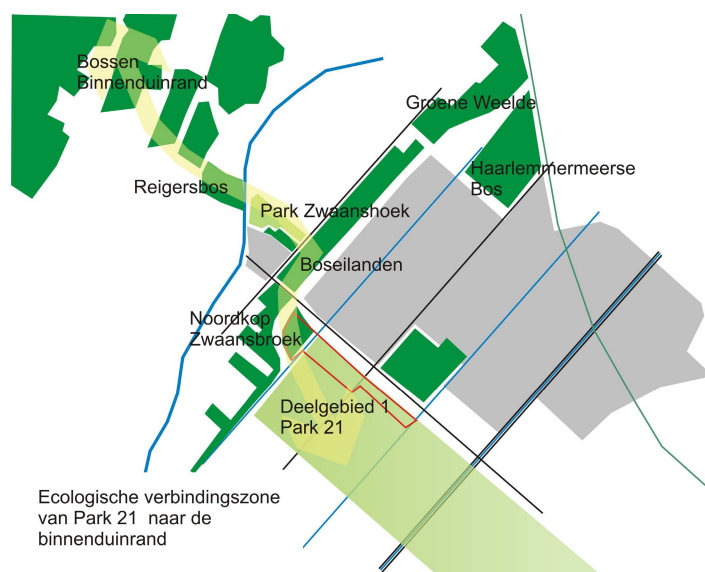 Bossen
Binnenduinrand
Groene Weelde
Haarlemmermeerse
Bos
Reigersbos
Park Zwaanshoek
Boseilanden
Noordkop
Zwaansbroek
Deelgebied 1
Park 21
Ecologische verbindingszone
van Park 21 naar de
binnenduinrand